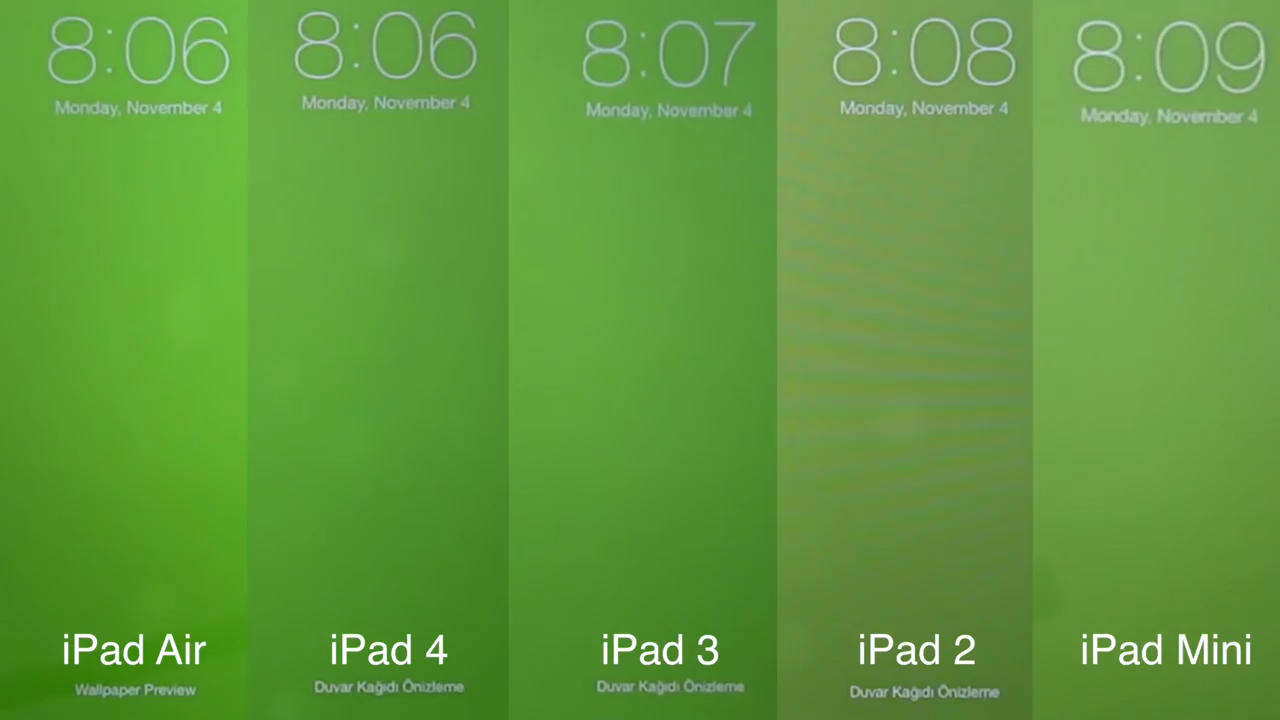 8:06
Monday, November 4
iPad Air
Wallpaper Preview
8:06
Monday, November 4
iPad 4
Duvar Kağıdı Önizleme
8:07
Monday, November 4
iPad 3
Duvar Kağıdı Önizleme
8:08
Monday, November 4
iPad 2
Duvar Kağıdı Önizleme
8:09
Monday, November 4
iPad Mini